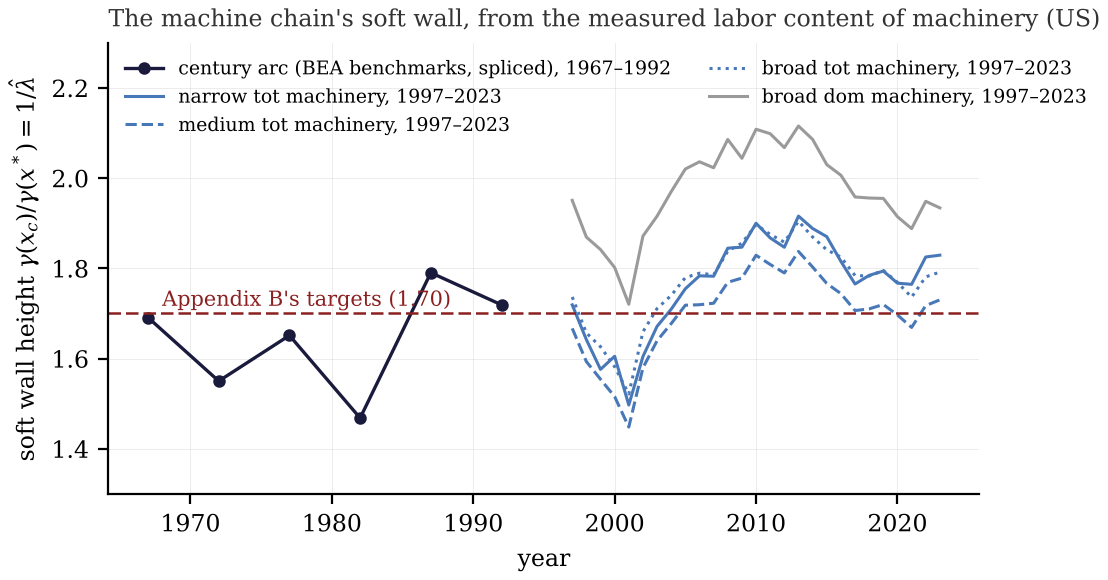 The machine chain's soft wall, from the measured labor content of machinery (US)
century arc (BEA benchmarks, spliced), 1967–1992
narrow tot machinery, 1997–2023
medium tot machinery, 1997–2023
broad tot machinery, 1997–2023
broad dom machinery, 1997–2023
soft wall height γ(x_c)/γ(x*) = 1/λ̂
2.2
2.0
1.8
1.6
1.4
Appendix B's targets (1.70)
1970
1980
1990
2000
2010
2020
year